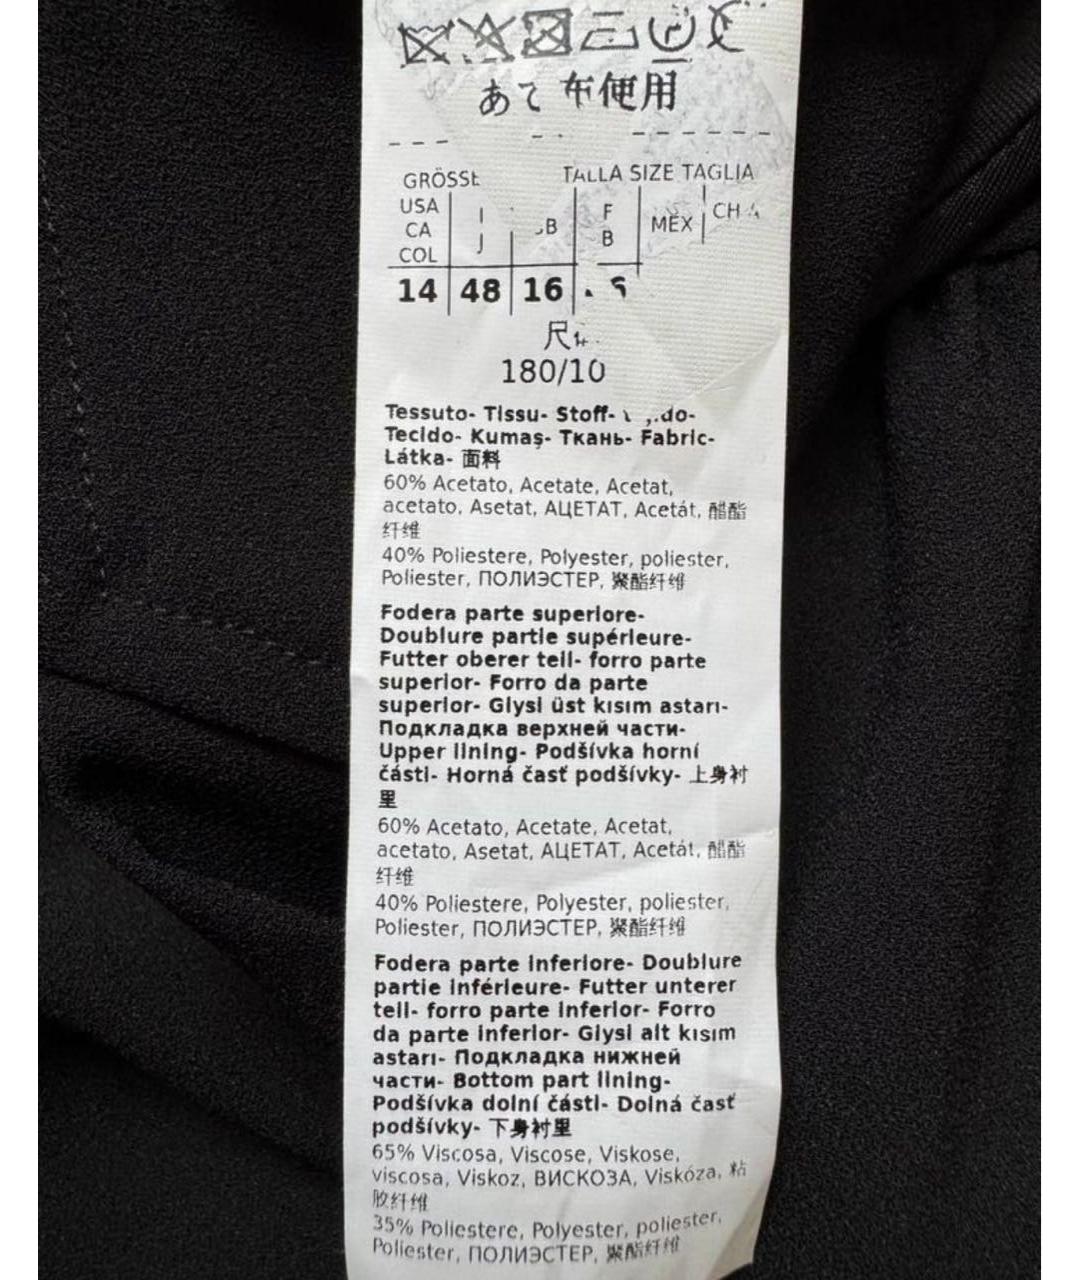 あて布使用
TALLA SIZE TAGLIA
USA
CA
COL
I
J
F
B
MEX
14 48 16
180/10
Tessuto- Tissu- Stoff-
Tecido- Kumaş- Ткань- Fabric-
Látka- 面料
60% Acetato, Acetate, Acetat,
acetato, Asetat, АЦЕТАТ, Acetát, 醋酯
纤维
40% Poliestere, Polyester, poliester,
Poliester, ПОЛИЭСТЕР, 聚酯纤维
Fodera parte superiore-
Doublure partie supérieure-
Futter oberer teil- forro parte
superior- Forro da parte
superior- Giysi üst kısım astarı-
Подкладка верхней части-
Upper lining- Podšívka horní
části- Horná časť podšívky- 上身衬
里
60% Acetato, Acetate, Acetat,
acetato, Asetat, АЦЕТАТ, Acetát, 醋酯
纤维
40% Poliestere, Polyester, poliester,
Poliester, ПОЛИЭСТЕР, 聚酯纤维
Fodera parte inferiore- Doublure
partie inférieure- Futter unterer
teil- forro parte inferior- Forro
da parte inferior- Giysi alt kısım
astarı- Подкладка нижней
части- Bottom part lining-
Podšívka dolní části- Dolná časť
podšívky- 下身衬里
65% Viscosa, Viscose, Viskose,
viscosa, Viskoz, ВИСКОЗА, Viskóza, 粘
胶纤维
35% Poliestere, Polyester, poliester,
Poliester, ПОЛИЭСТЕР, 聚酯纤维